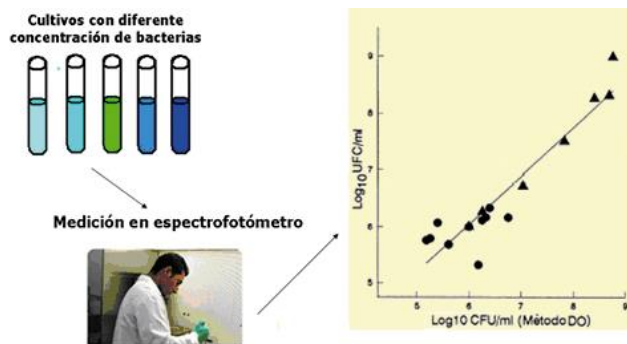 Cultivos con diferente
concentración de bacterias
Medición en espectrofotómetro
Log10 UFC/ml
9
8
7
6
5
5
6
7
8
9
Log10 CFU/ml (Método DO)